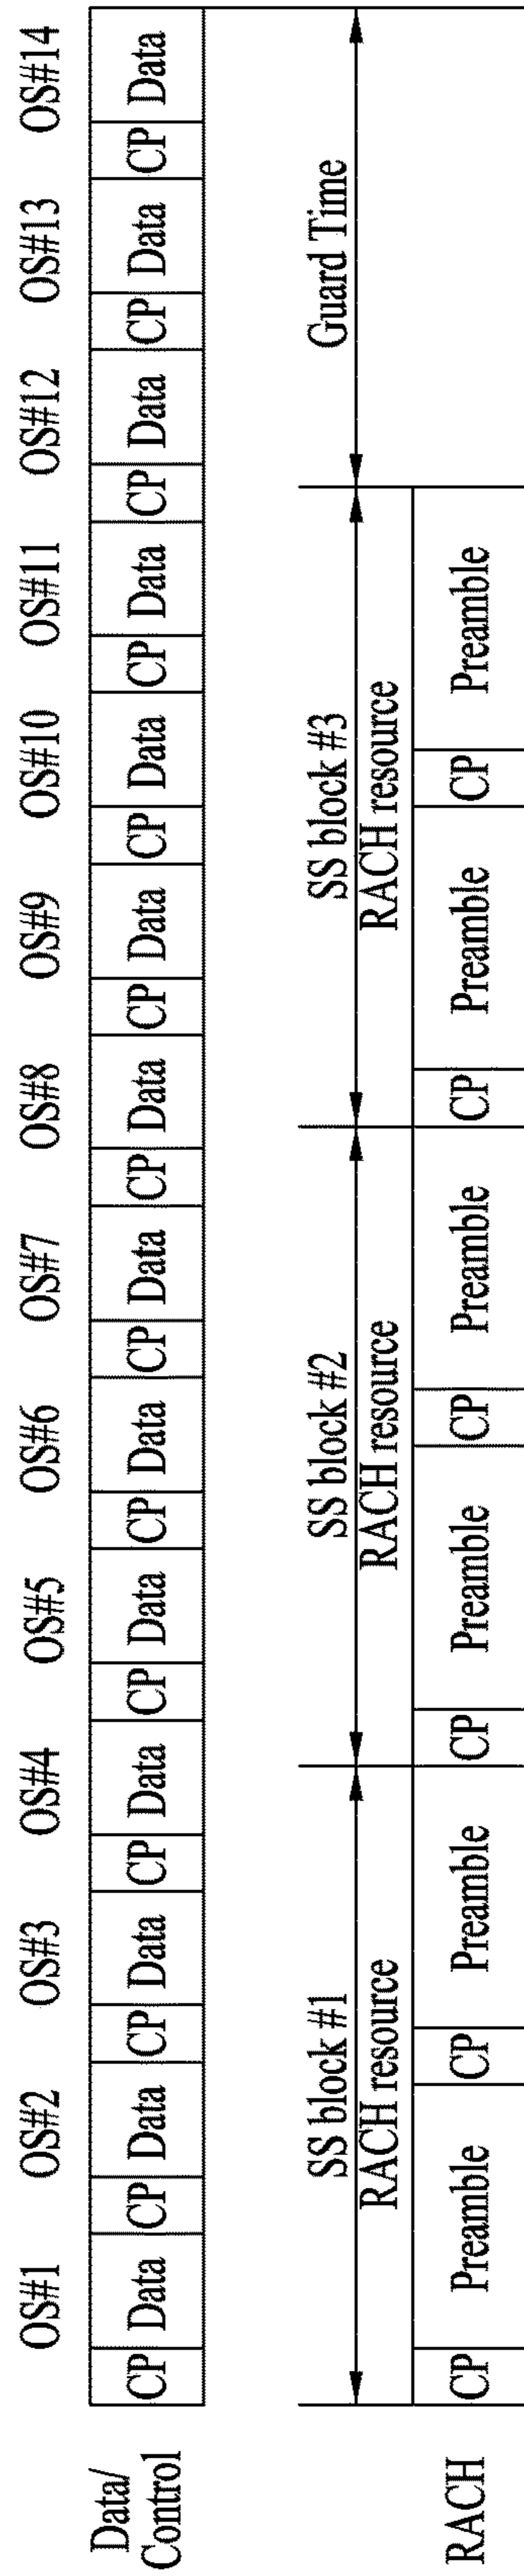 OS#1 OS#2 OS#3 OS#4 OS#5 OS#6 OS#7 OS#8 OS#9 OS#10 OS#11 OS#12 OS#13 OS#14
Data/
Control
CP Data CP Data CP Data CP Data CP Data CP Data CP Data CP Data CP Data CP Data CP Data CP Data CP Data CP Data
SS block #1 SS block #2 SS block #3 Guard Time
RACH resource RACH resource RACH resource
RACH
CP Preamble CP Preamble CP Preamble CP Preamble CP Preamble CP Preamble